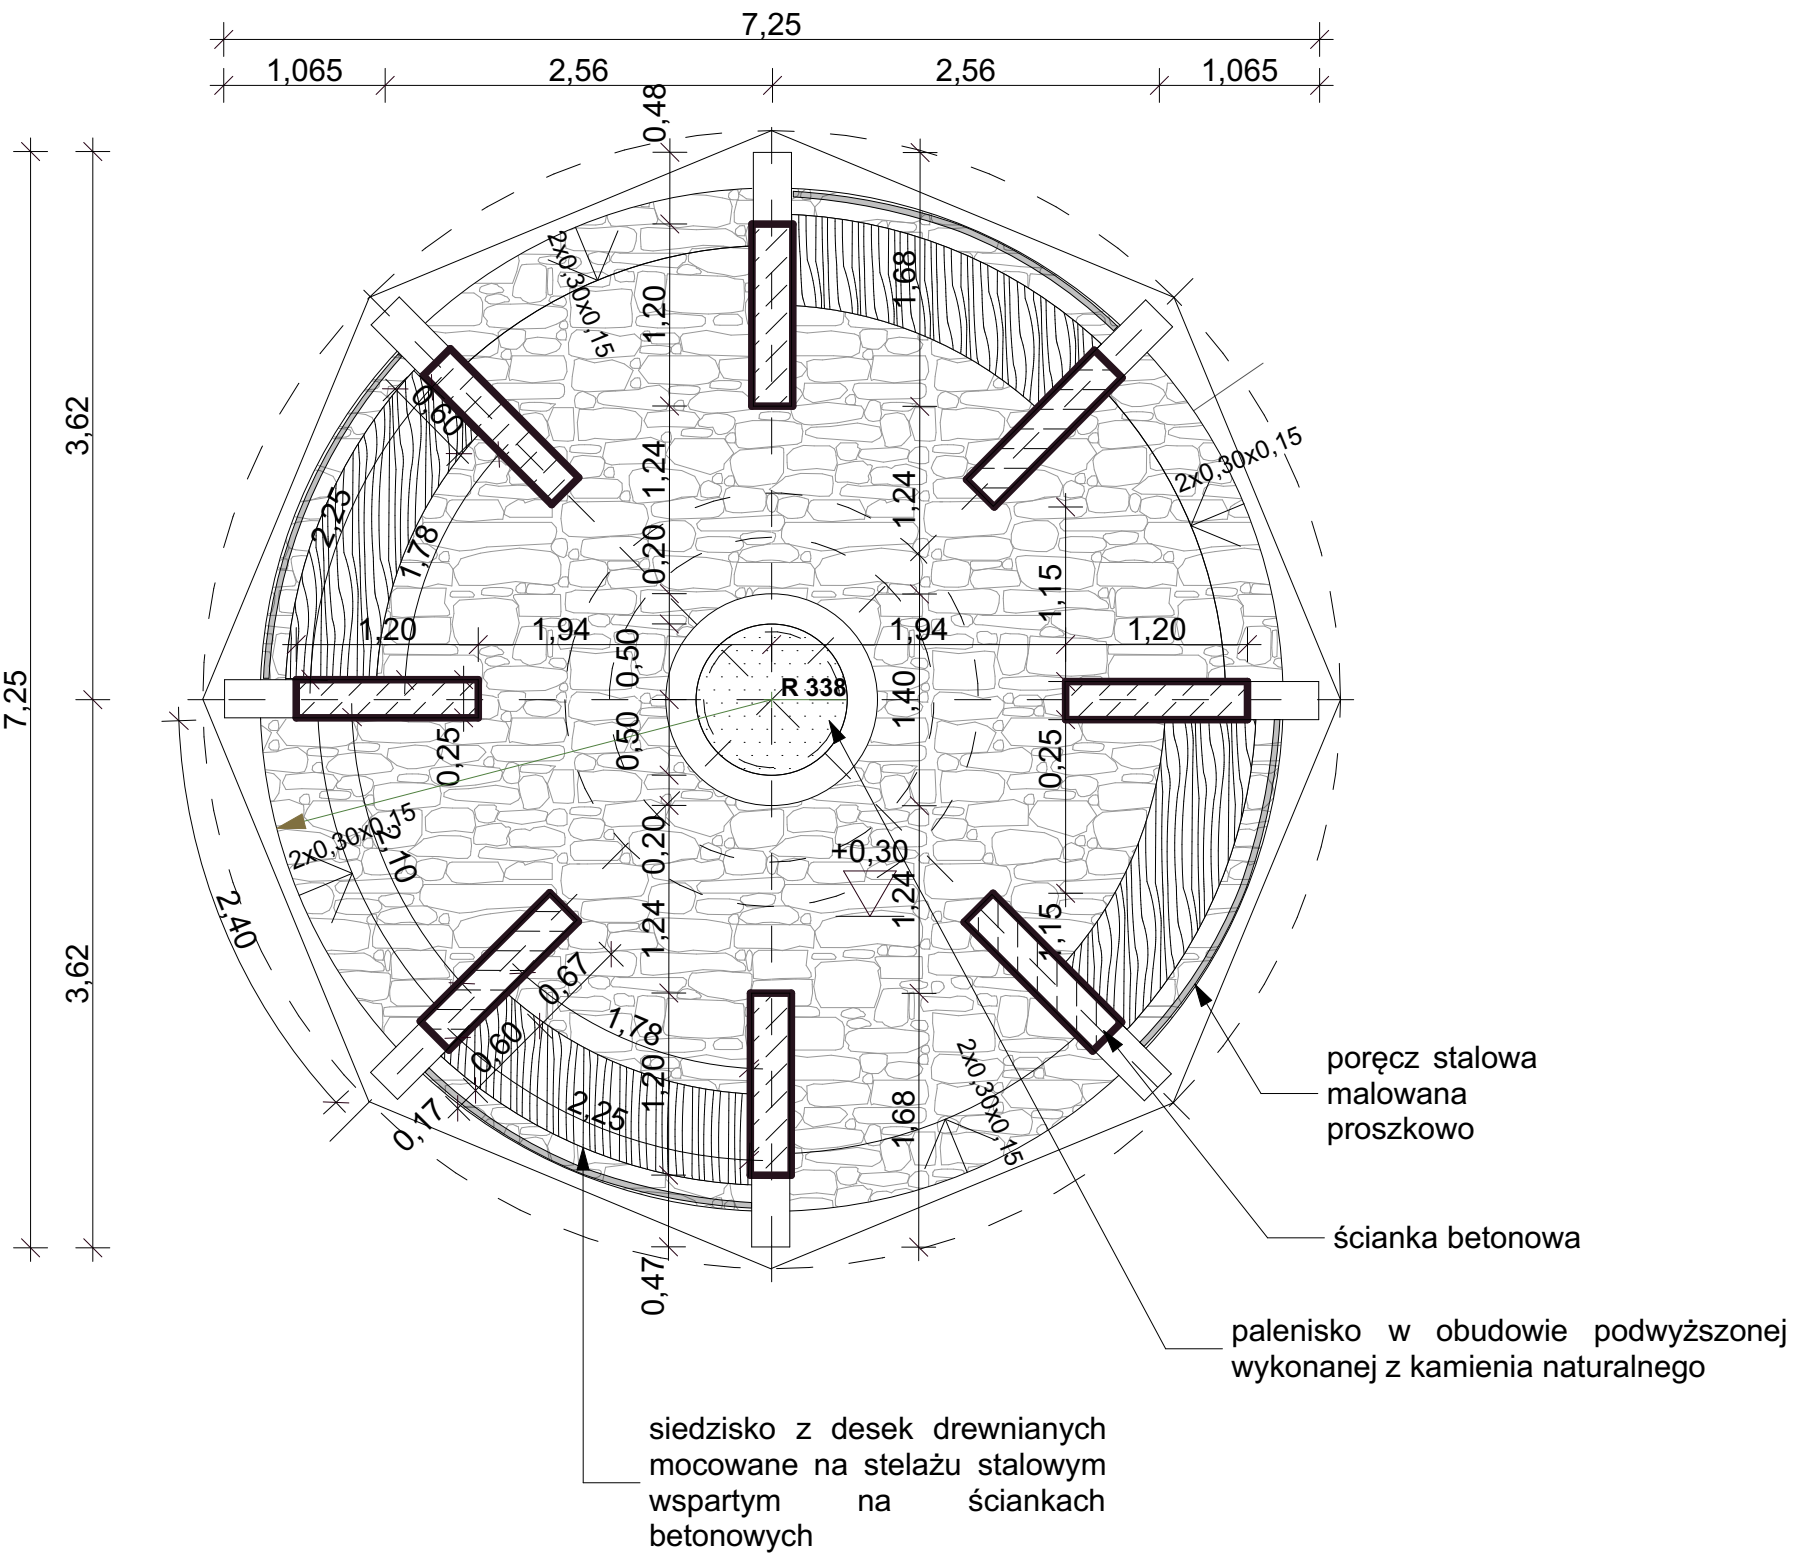 7,25
1,065
2,56
2,56
1,065
0,48
2x0,30x0,15
1,68
1,20
3,62
0,60
2x0,30x0,15
1,24
1,24
2,25
1,78
0,20
1,15
1,20
1,94
1,94
1,20
0,50
7,25
R 338
1,40
0,50
0,25
0,25
2x0,30x0,15
2,10
0,20
+0,30
1,24
2,40
1,24
1,15
3,62
0,67
1,78
0,60
1,20
2,25
0,17
1,68
2x0,30x0,15
0,47
poręcz stalowa
malowana
proszkowo
ścianka betonowa
palenisko w obudowie podwyższonej
wykonanej z kamienia naturalnego
siedzisko z desek drewnianych
mocowane na stelażu stalowym
wspartym na ściankach
betonowych